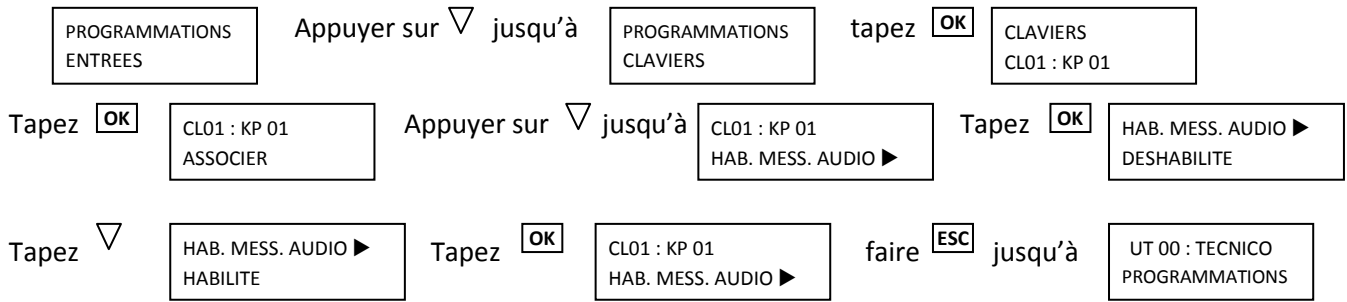 PROGRAMMATIONS
ENTREES
Appuyer sur ▽ jusqu’à
PROGRAMMATIONS
CLAVIERS
tapez OK
CLAVIERS
CL01 : KP 01
Tapez OK
CL01 : KP 01
ASSOCIER
Appuyer sur ▽ jusqu’à
CL01 : KP 01
HAB. MESS. AUDIO ▶
Tapez OK
HAB. MESS. AUDIO ▶
DESHABILITE
Tapez ▽
HAB. MESS. AUDIO ▶
HABILITE
Tapez OK
CL01 : KP 01
HAB. MESS. AUDIO ▶
faire ESC jusqu’à
UT 00 : TECNICO
PROGRAMMATIONS